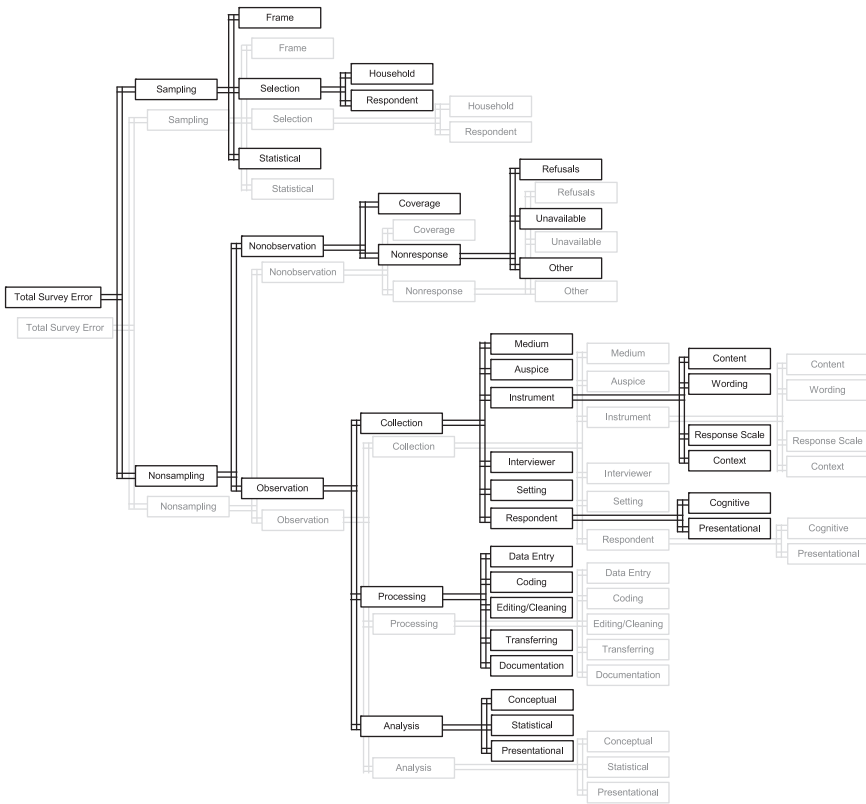 Frame
Frame
Sampling
Selection
Household
Respondent
Sampling
Selection
Household
Respondent
Statistical
Statistical
Refusals
Refusals
Coverage
Unavailable
Coverage
Unavailable
Nonobservation
Nonresponse
Other
Nonobservation
Nonresponse
Other
Total Survey Error
Total Survey Error
Medium
Medium
Content
Content
Auspice
Auspice
Wording
Wording
Instrument
Instrument
Collection
Response Scale
Response Scale
Collection
Interviewer
Context
Context
Interviewer
Nonsampling
Observation
Setting
Setting
Nonsampling
Observation
Respondent
Respondent
Cognitive
Cognitive
Presentational
Presentational
Data Entry
Data Entry
Processing
Coding
Coding
Editing/Cleaning
Processing
Editing/Cleaning
Transferring
Transferring
Documentation
Documentation
Conceptual
Analysis
Statistical
Conceptual
Presentational
Analysis
Statistical
Presentational